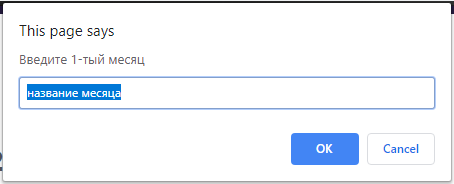 This page says
Введите 1-тый месяц
название месяца
OK
Cancel